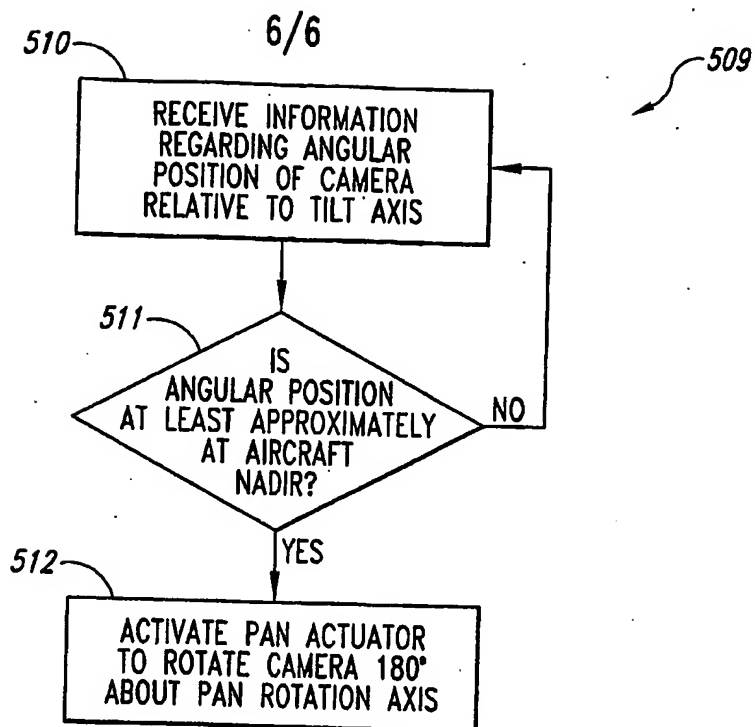 6/6
510
509
RECEIVE INFORMATION
REGARDING ANGULAR
POSITION OF CAMERA
RELATIVE TO TILT AXIS
511
IS
ANGULAR POSITION
AT LEAST APPROXIMATELY
AT AIRCRAFT
NADIR?
NO
YES
512
ACTIVATE PAN ACTUATOR
TO ROTATE CAMERA 180°
ABOUT PAN ROTATION AXIS